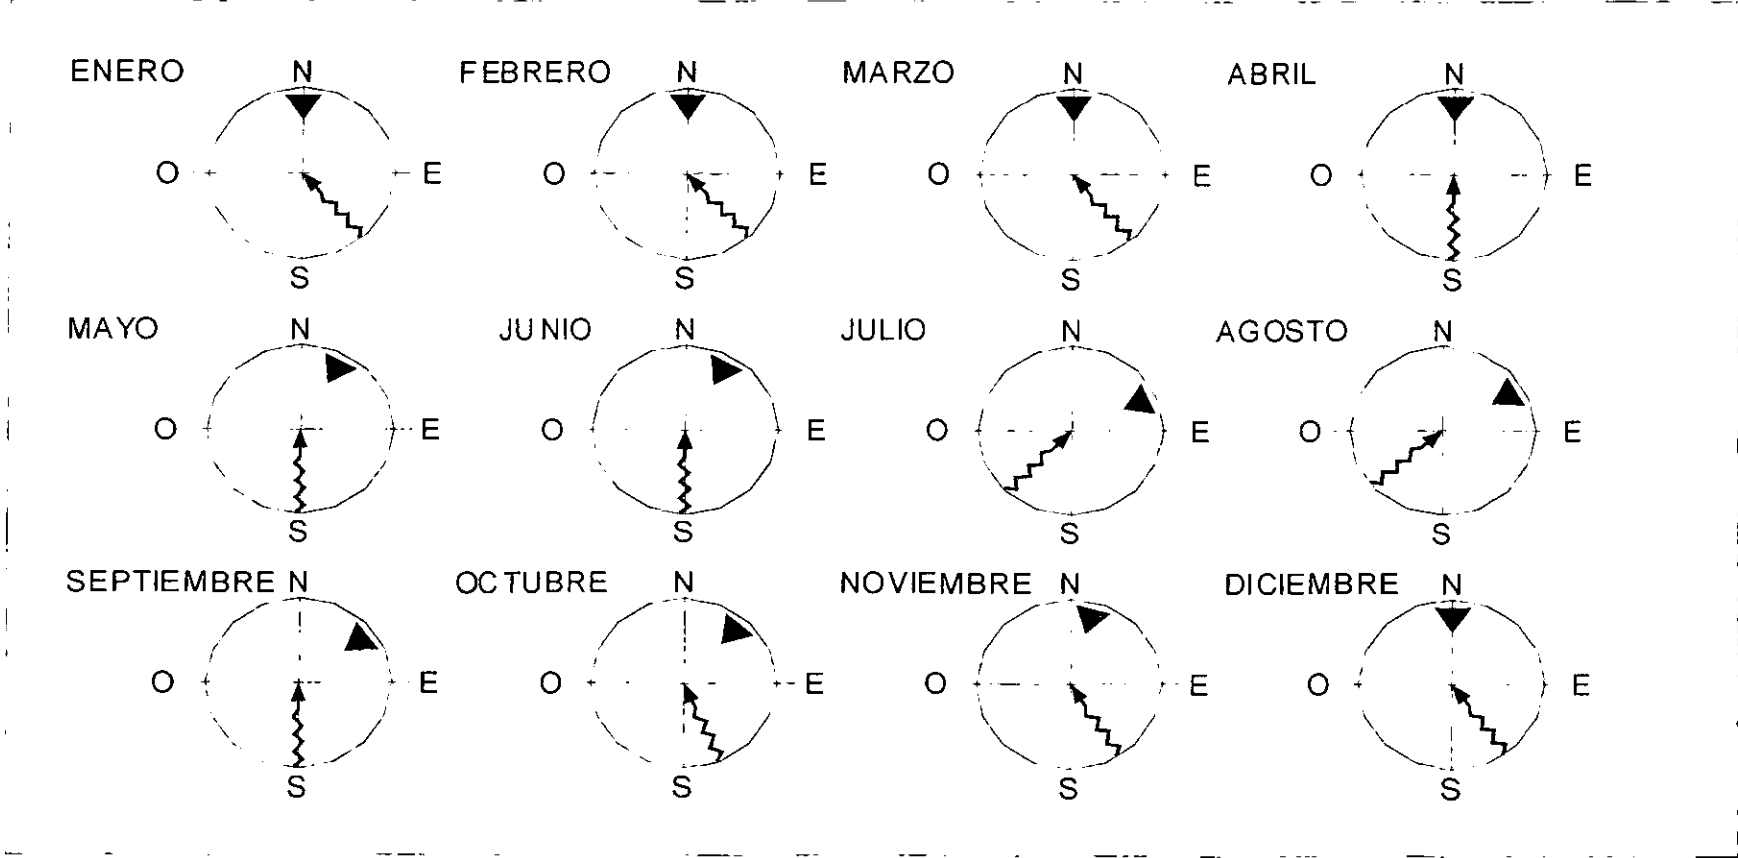 ENERO N FEBRERO N MARZO N ABRIL N
O E O E O E O E
S S S S
MAYO N JUNIO N JULIO N AGOSTO N
O E O E O E O E
S S S S
SEPTIEMBRE N OCTUBRE N NOVIEMBRE N DICIEMBRE N
O E O E O E O E
S S S S